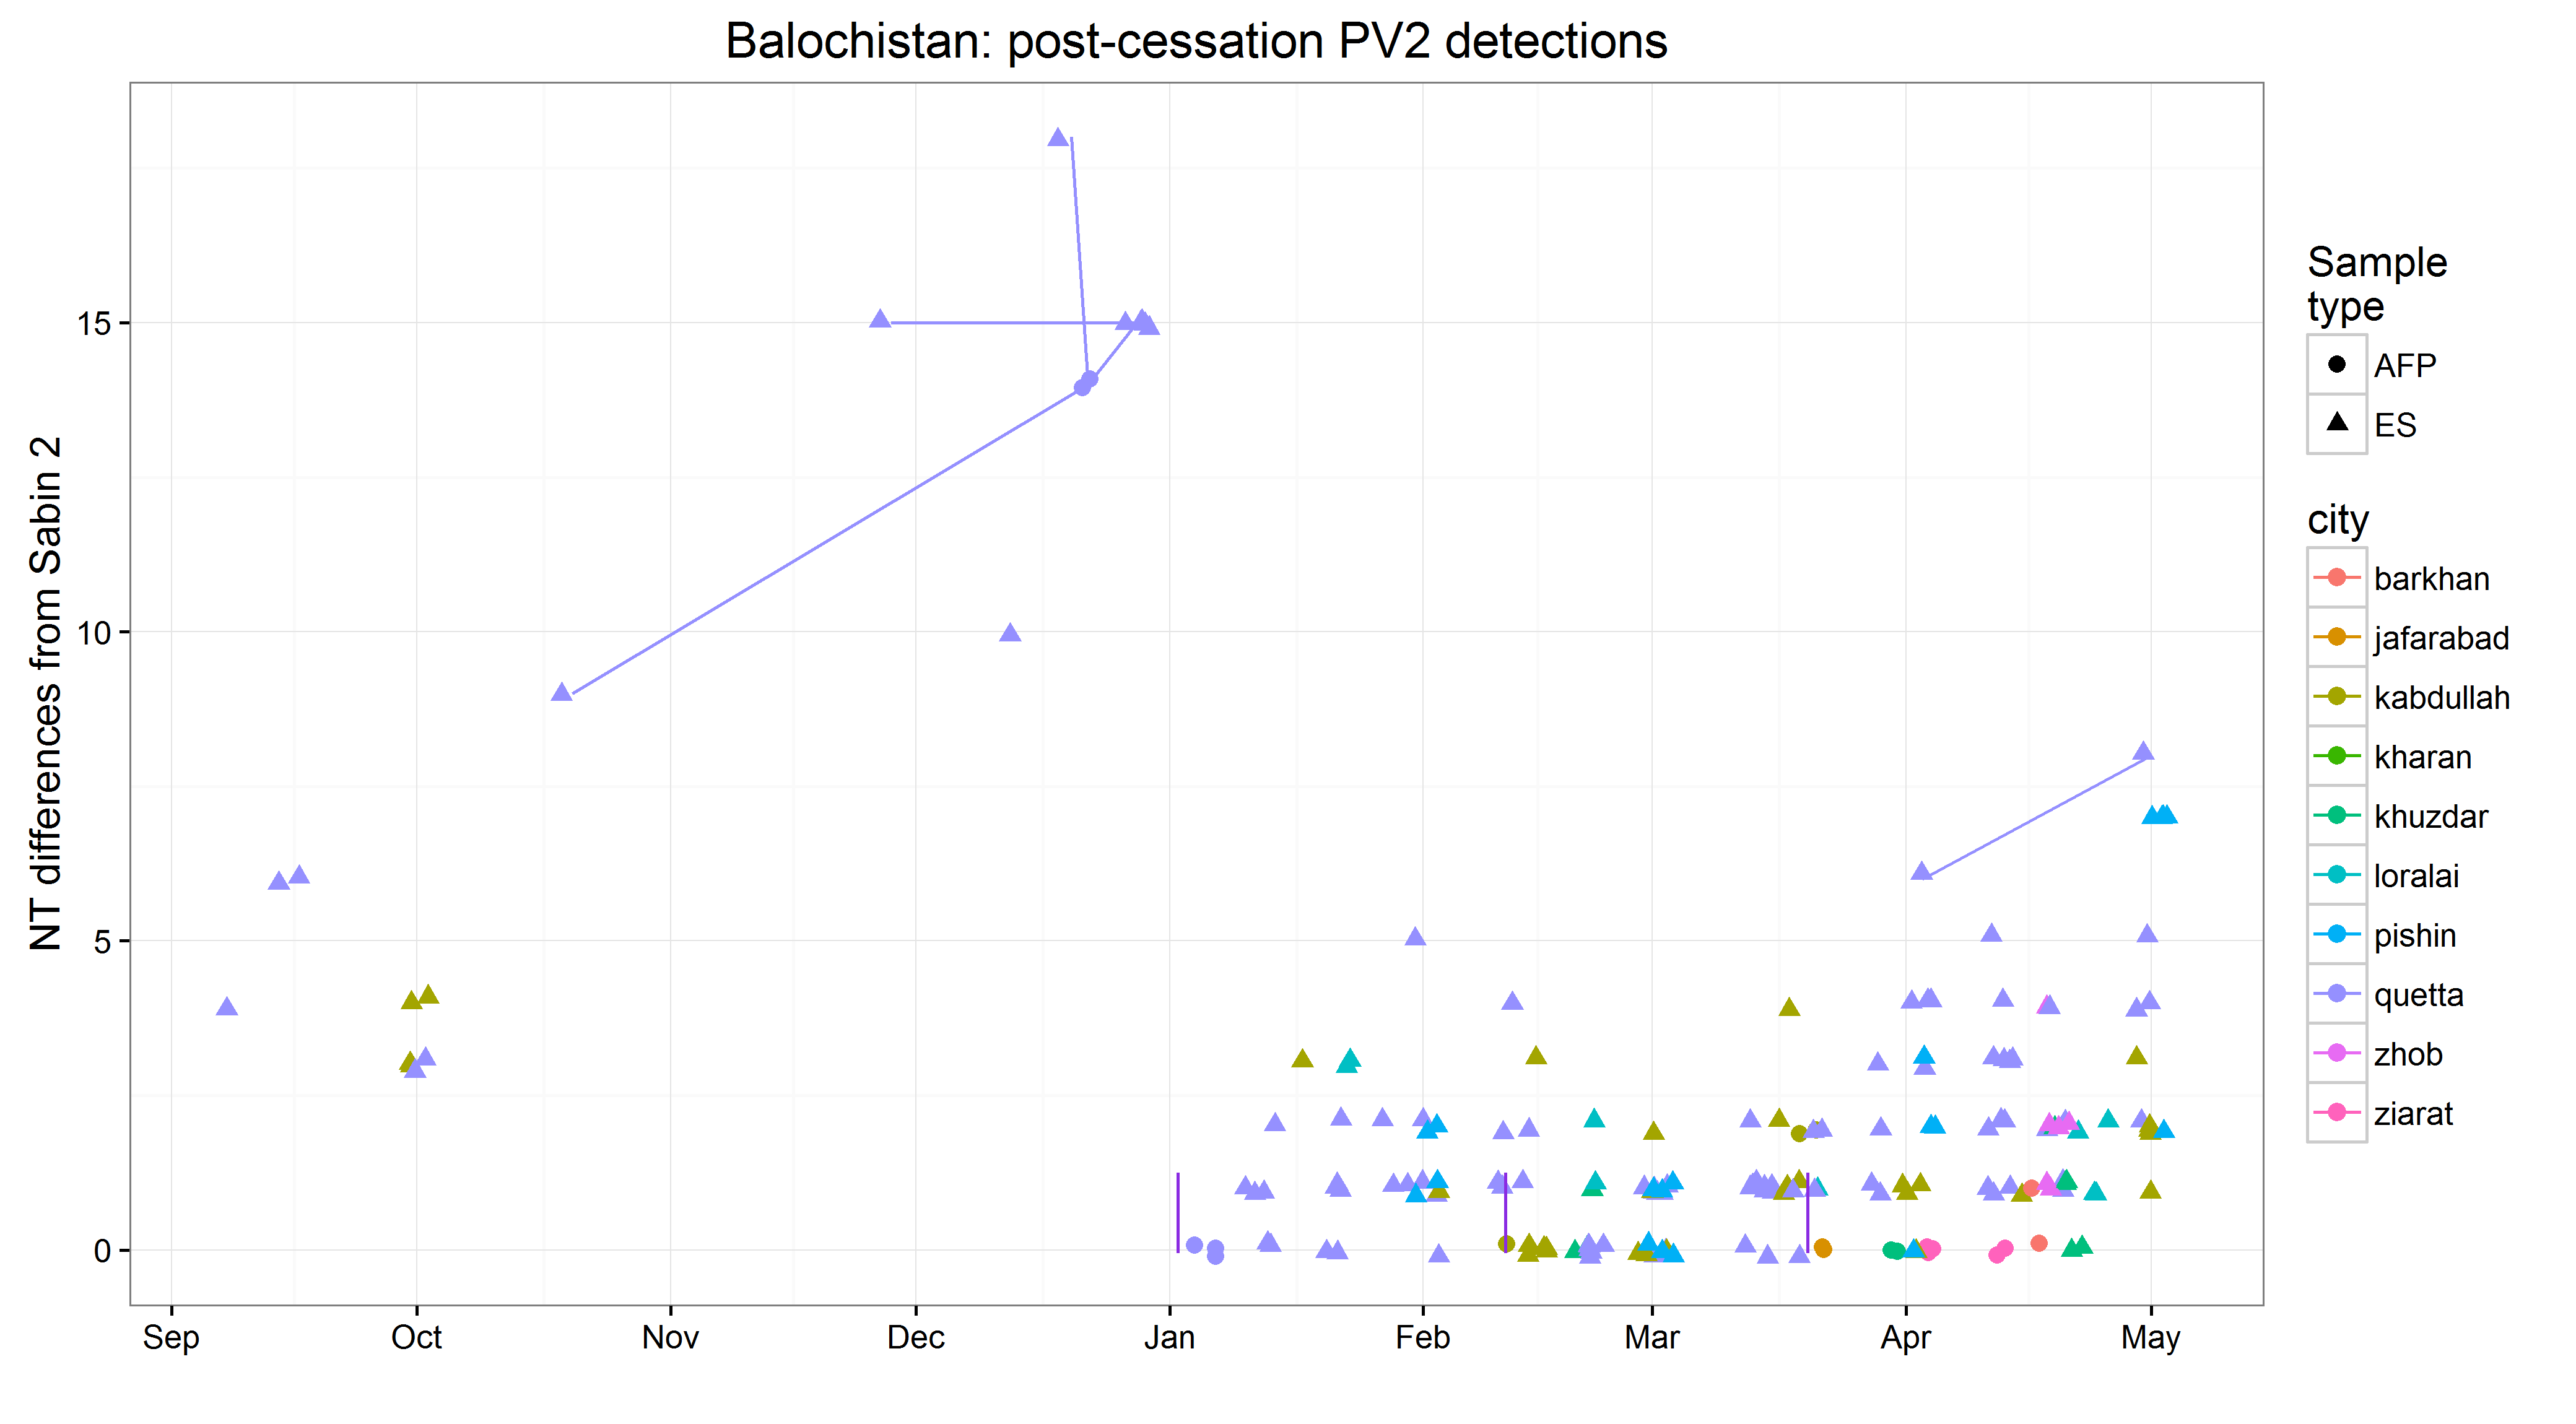 Balochistan: post-cessation PV2 detections
NT differences from Sabin 2
15
10
5
0
Sep Oct Nov Dec Jan Feb Mar Apr May
Sample
type
AFP
ES
city
barkhan
jafarabad
kabdullah
kharan
khuzdar
loralai
pishin
quetta
zhob
ziarat